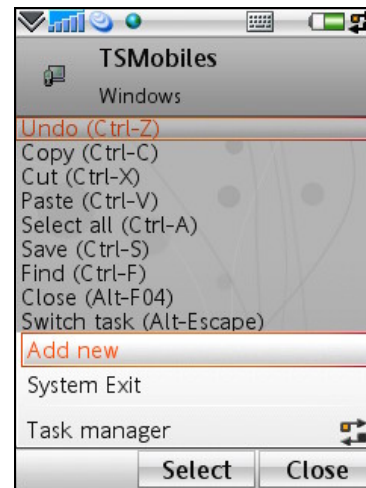 TSMobiles
Windows
Undo (Ctrl-Z)
Copy (Ctrl-C)
Cut (Ctrl-X)
Paste (Ctrl-V)
Select all (Ctrl-A)
Save (Ctrl-S)
Find (Ctrl-F)
Close (Alt-F04)
Switch task (Alt-Escape)
Add new
System Exit
Task manager
Select Close